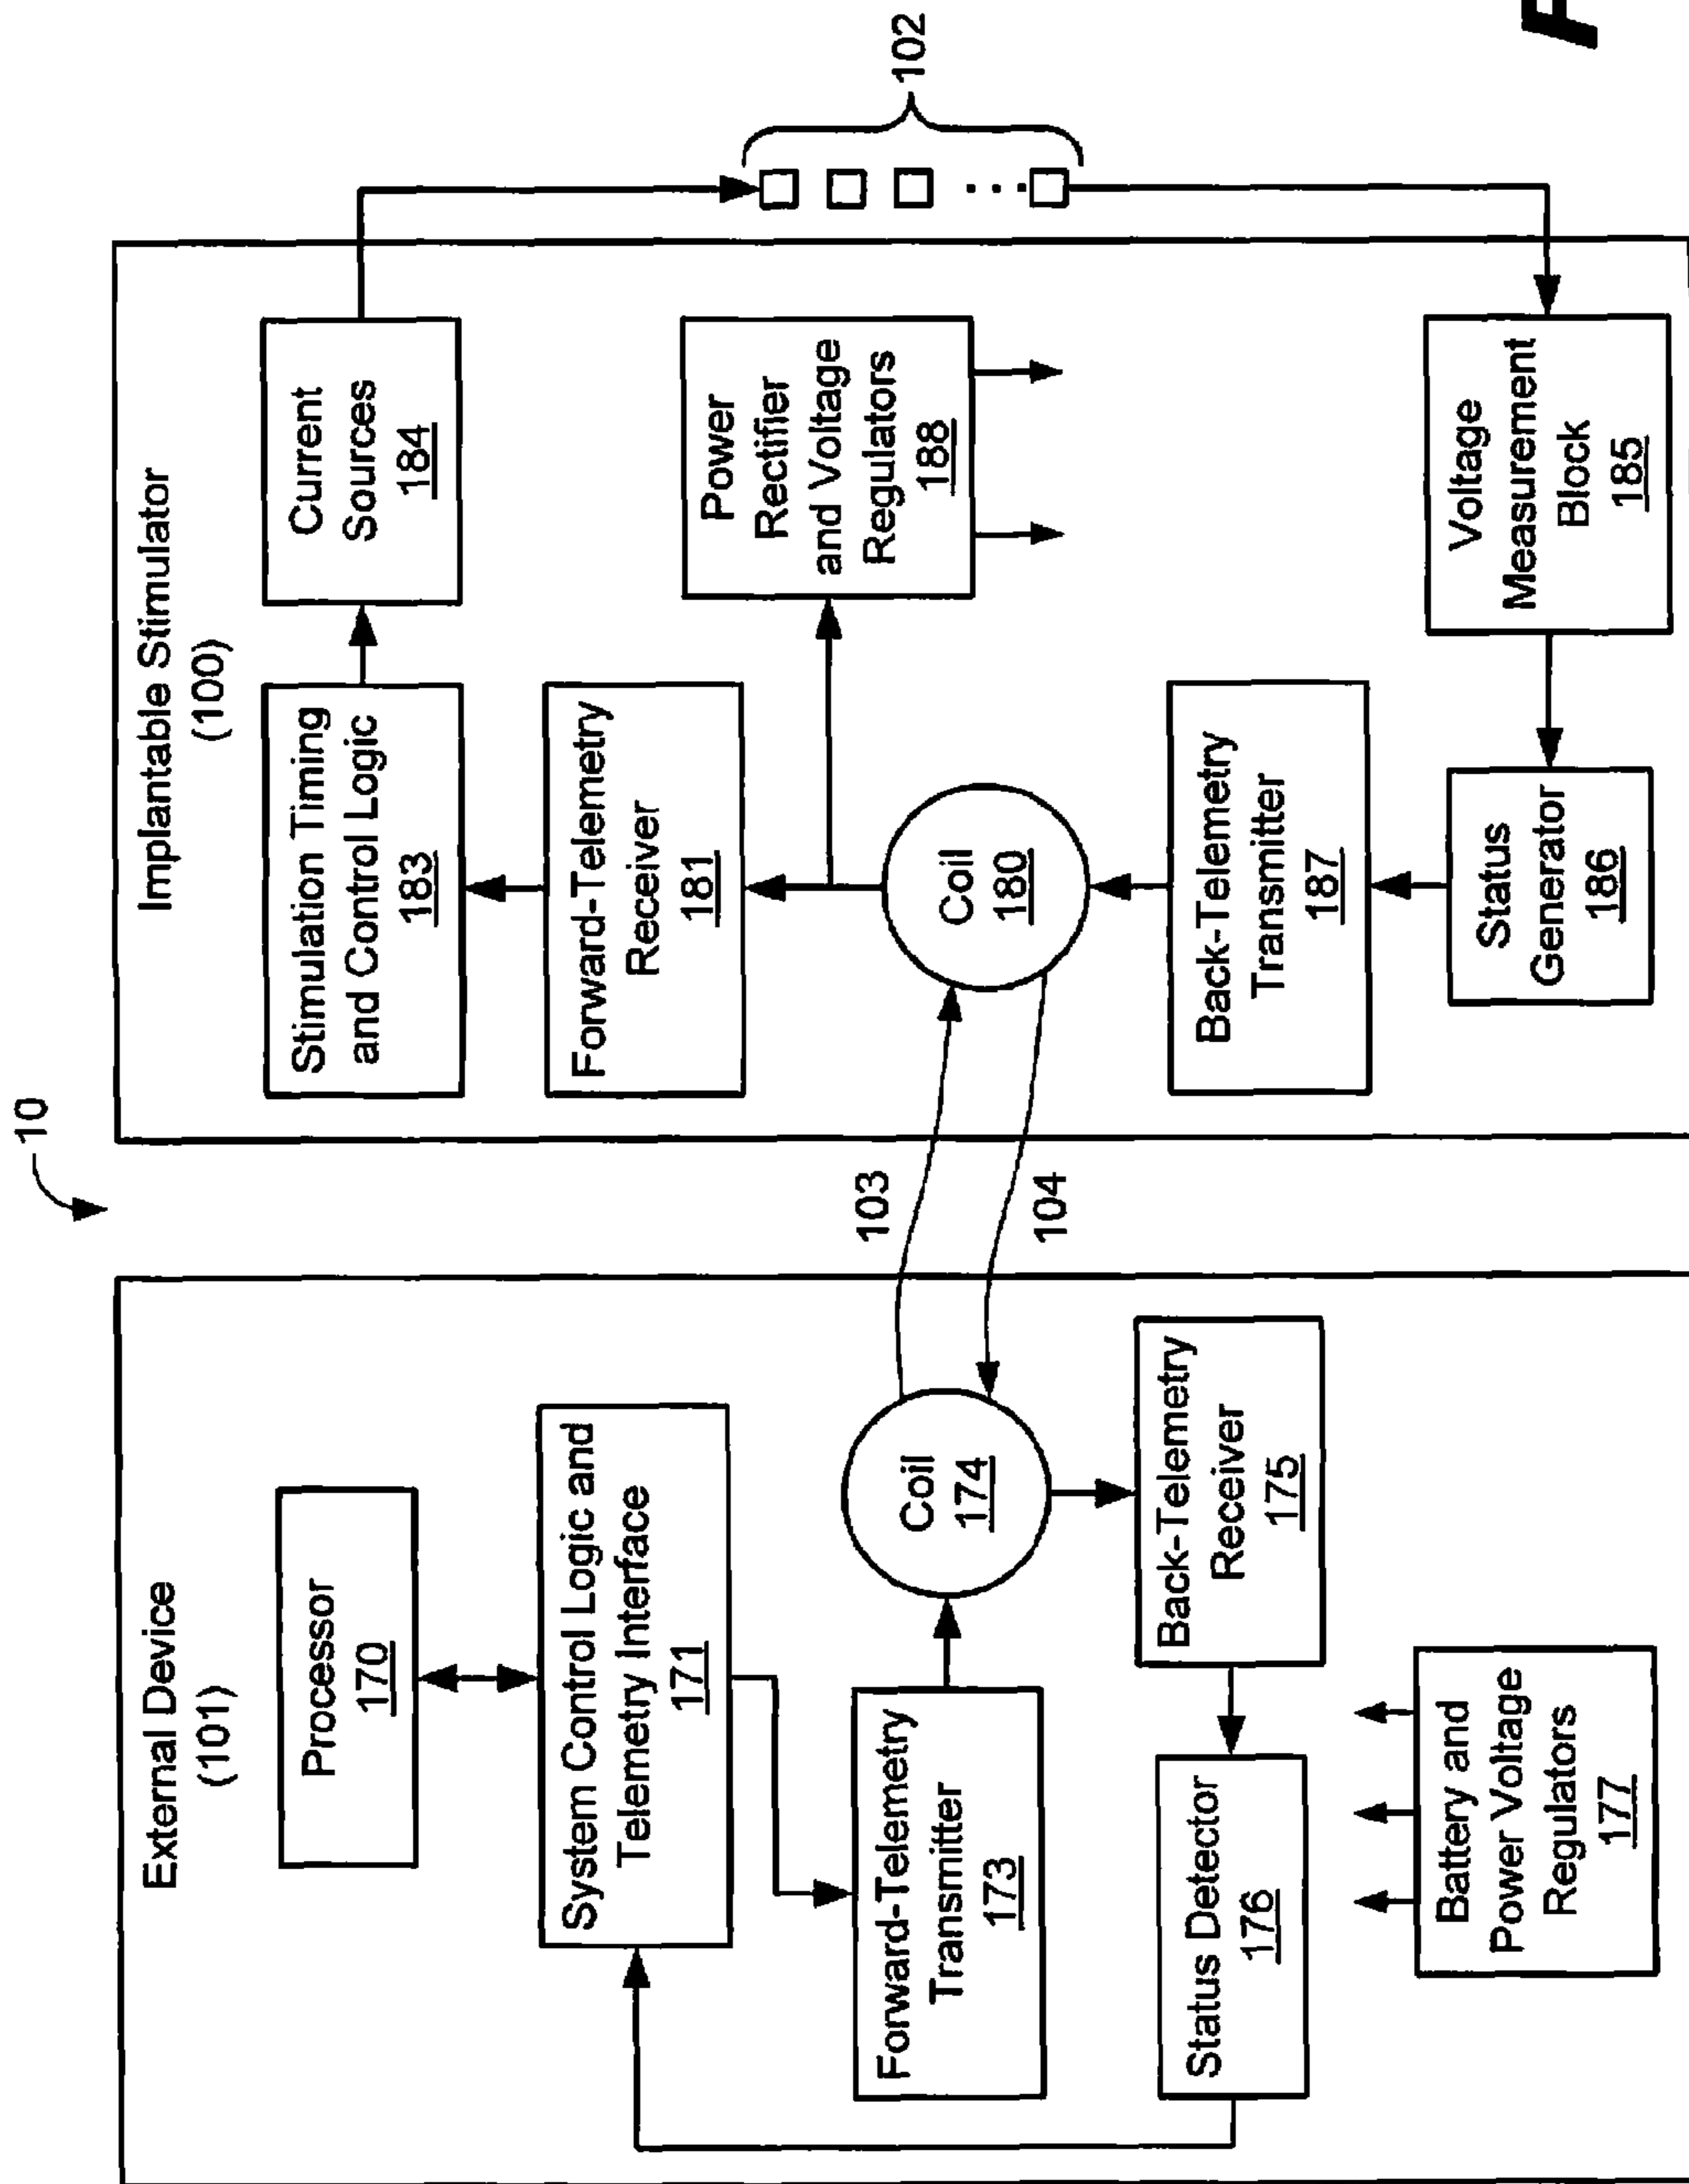 10
External Device
(101)
Processor
170
System Control Logic and
Telemetry Interface
171
Forward-Telemetry
Transmitter
173
Coil
174
Back-Telemetry
Receiver
175
Status Detector
176
Battery and
Power Voltage
Regulators
177
103
104
Implantable Stimulator
(100)
Stimulation Timing
and Control Logic
183
Current
Sources
184
Forward-Telemetry
Receiver
181
Power
Rectifier
and Voltage
Regulators
188
Coil
180
Back-Telemetry
Transmitter
187
Status
Generator
186
Voltage
Measurement
Block
185
102